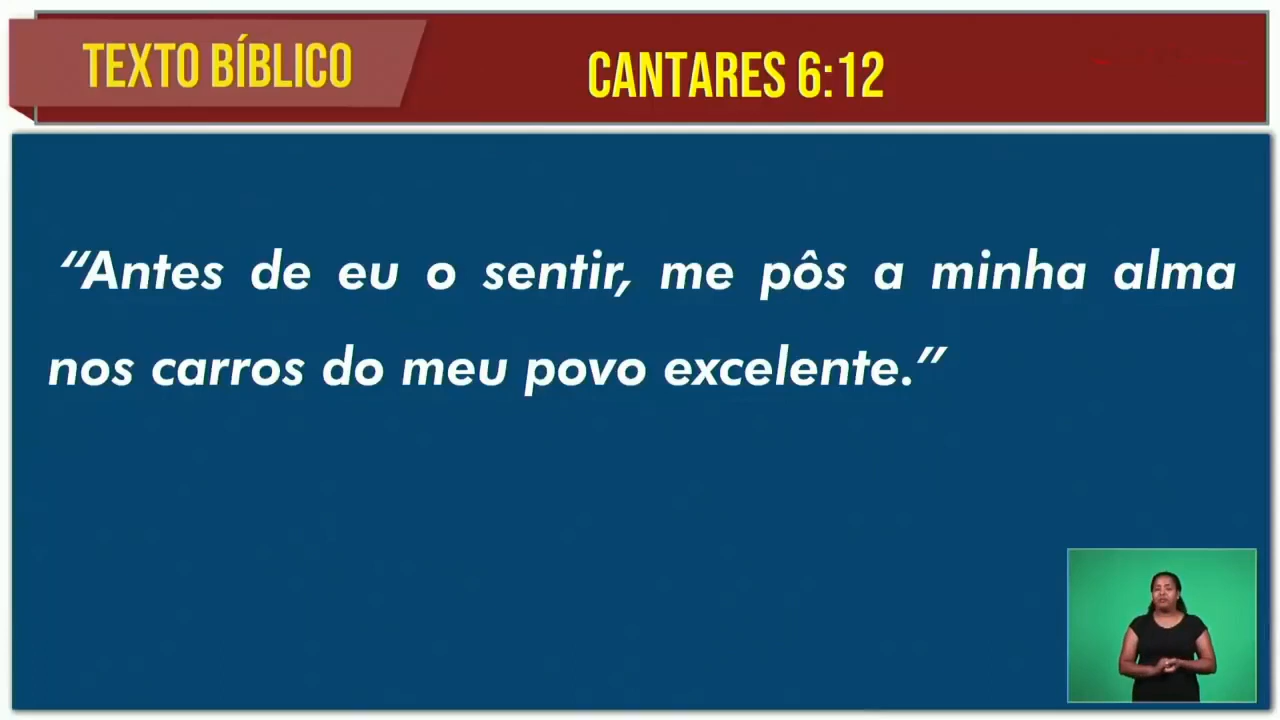 TEXTO BÍBLICO
CANTARES 6:12
“Antes de eu o sentir, me pôs a minha alma
nos carros do meu povo excelente.”